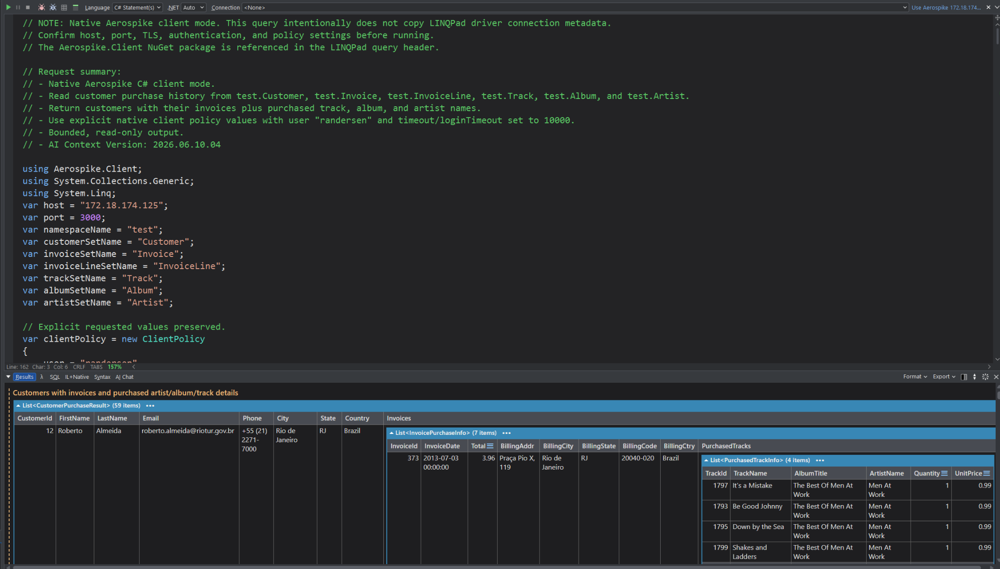 Language C# Statement(s) .NET Auto Connection <None> Use Aerospike 172.18.174...
// NOTE: Native Aerospike client mode. This query intentionally does not copy LINQPad driver connection metadata.
// Confirm host, port, TLS, authentication, and policy settings before running.
// The Aerospike.Client NuGet package is referenced in the LINQPad query header.
// Request summary:
// - Native Aerospike C# client mode.
// - Read customer purchase history from test.Customer, test.Invoice, test.InvoiceLine, test.Track, test.Album, and test.Artist.
// - Return customers with their invoices plus purchased track, album, and artist names.
// - Use explicit native client policy values with user "randersen" and timeout/loginTimeout set to 10000.
// - Bounded, read-only output.
// - AI Context Version: 2026.06.10.04
using Aerospike.Client;
using System.Collections.Generic;
using System.Linq;
var host = "172.18.174.125";
var port = 3000;
var namespaceName = "test";
var customerSetName = "Customer";
var invoiceSetName = "Invoice";
var invoiceLineSetName = "InvoiceLine";
var trackSetName = "Track";
var albumSetName = "Album";
var artistSetName = "Artist";
// Explicit requested values preserved.
var clientPolicy = new ClientPolicy
{
user = "randersen"
Line: 162 Char: 3 Col: 6 CRLF TABS 157%
Results λ SQL IL+Native Syntax AI Chat Format Export
Customers with invoices and purchased artist/album/track details
List<CustomerPurchaseResult> (59 items) •••
CustomerId FirstName LastName Email Phone City State Country Invoices
12 Roberto Almeida roberto.almeida@riotur.gov.br +55 (21) Rio de RJ Brazil
2271- Janeiro
7000
List<InvoicePurchaseInfo> (7 items) •••
InvoiceId InvoiceDate Total BillingAddr BillingCity BillingState BillingCode BillingCtry PurchasedTracks
373 2013-07-03 3.96 Praça Pio X, Rio de RJ 20040-020 Brazil
00:00:00 119 Janeiro
List<PurchasedTrackInfo> (4 items) •••
TrackId TrackName AlbumTitle ArtistName Quantity UnitPrice
1797 It's a Mistake The Best Of Men At Men At 1 0.99
Work Work
1793 Be Good Johnny The Best Of Men At Men At 1 0.99
Work Work
1795 Down by the Sea The Best Of Men At Men At 1 0.99
Work Work
1799 Shakes and The Best Of Men At Men At 1 0.99
Ladders Work Work